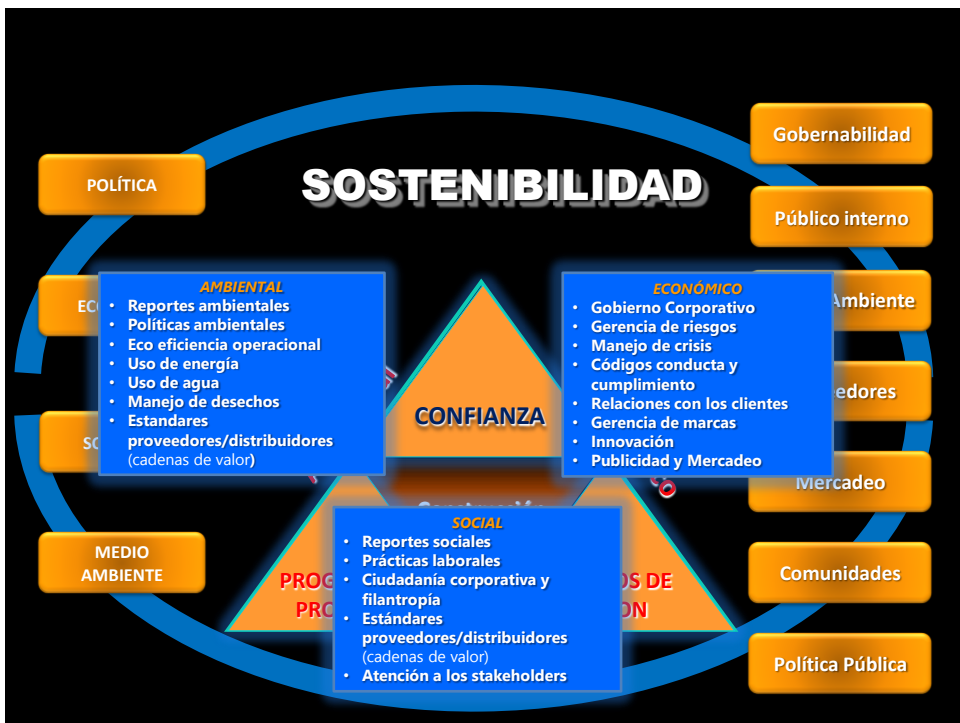 SOSTENIBILIDAD
POLÍTICA
MEDIO
AMBIENTE
AMBIENTAL
• Reportes ambientales
• Políticas ambientales
• Eco eficiencia operacional
• Uso de energía
• Uso de agua
• Manejo de desechos
• Estandares
proveedores/distribuidores
(cadenas de valor)
CONFIANZA
ECONÓMICO
• Gobierno Corporativo
• Gerencia de riesgos
• Manejo de crisis
• Códigos conducta y
cumplimiento
• Relaciones con los clientes
• Gerencia de marcas
• Innovación
• Publicidad y Mercadeo
SOCIAL
• Reportes sociales
• Prácticas laborales
• Ciudadanía corporativa y
filantropía
• Estándares
proveedores/distribuidores
(cadenas de valor)
• Atención a los stakeholders
Gobernabilidad
Público interno
Ambiente
Mercadeo
Comunidades
Política Pública